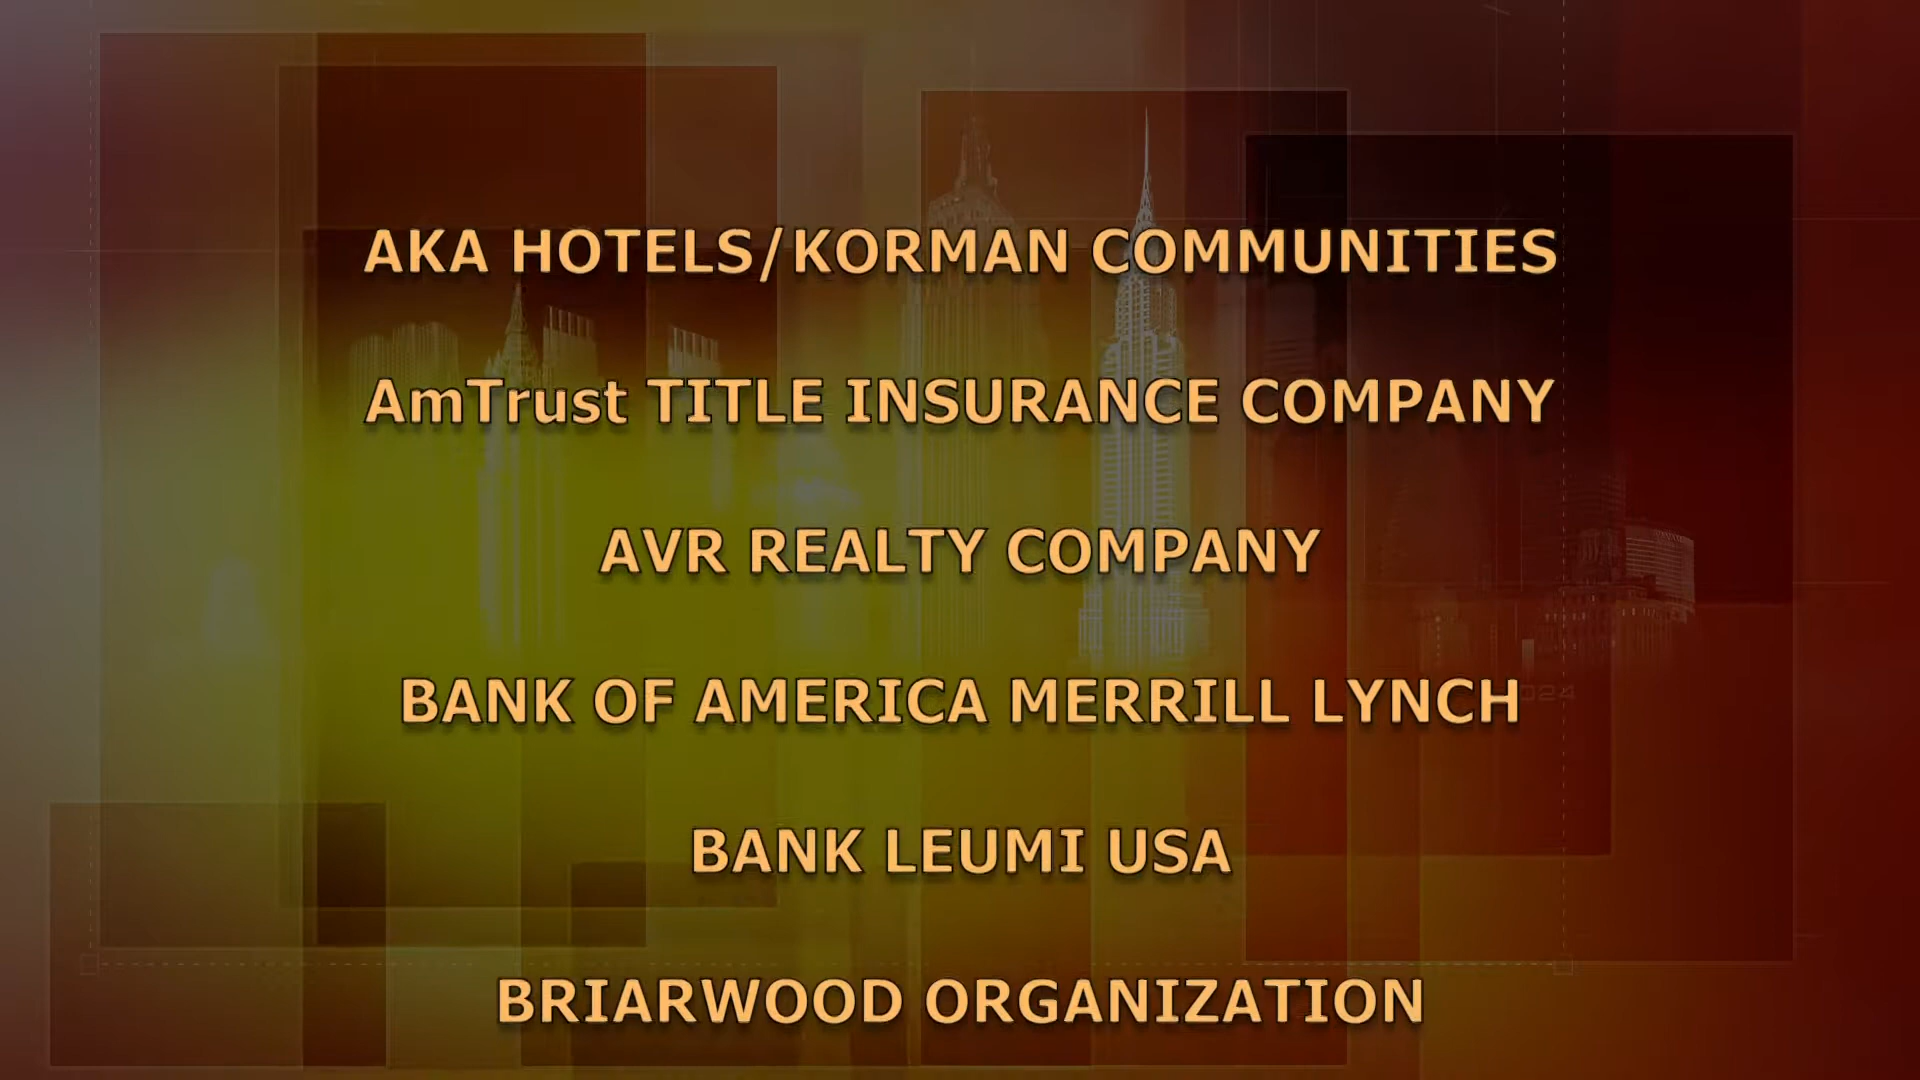 AKA HOTELS/KORMAN COMMUNITIES
AmTrust TITLE INSURANCE COMPANY
AVR REALTY COMPANY
BANK OF AMERICA MERRILL LYNCH
BANK LEUMI USA
BRIARWOOD ORGANIZATION